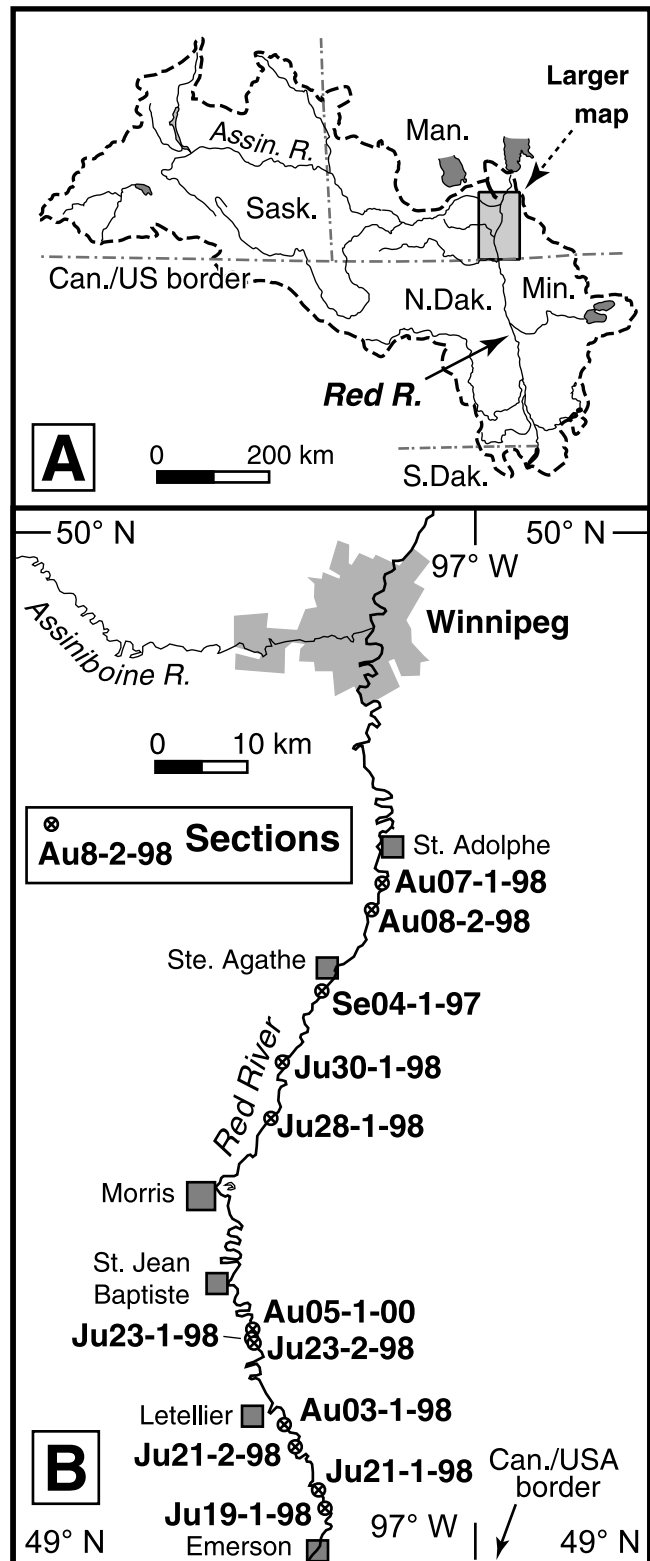 Larger
map
Man.
Assin. R.
Sask.
Can./US border
N.Dak.
Min.
Red R.
A
0 200 km
S.Dak.
50° N
50° N
97° W
Winnipeg
Assiniboine R.
0 10 km
Sections
Au8-2-98
St. Adolphe
Au07-1-98
Au08-2-98
Ste. Agathe
Se04-1-97
Red River
Ju30-1-98
Ju28-1-98
Morris
St. Jean
Baptiste
Au05-1-00
Ju23-1-98
Ju23-2-98
Letellier
Au03-1-98
B
Ju21-2-98
Can./USA
border
Ju21-1-98
Ju19-1-98
97° W
49° N
Emerson
49° N